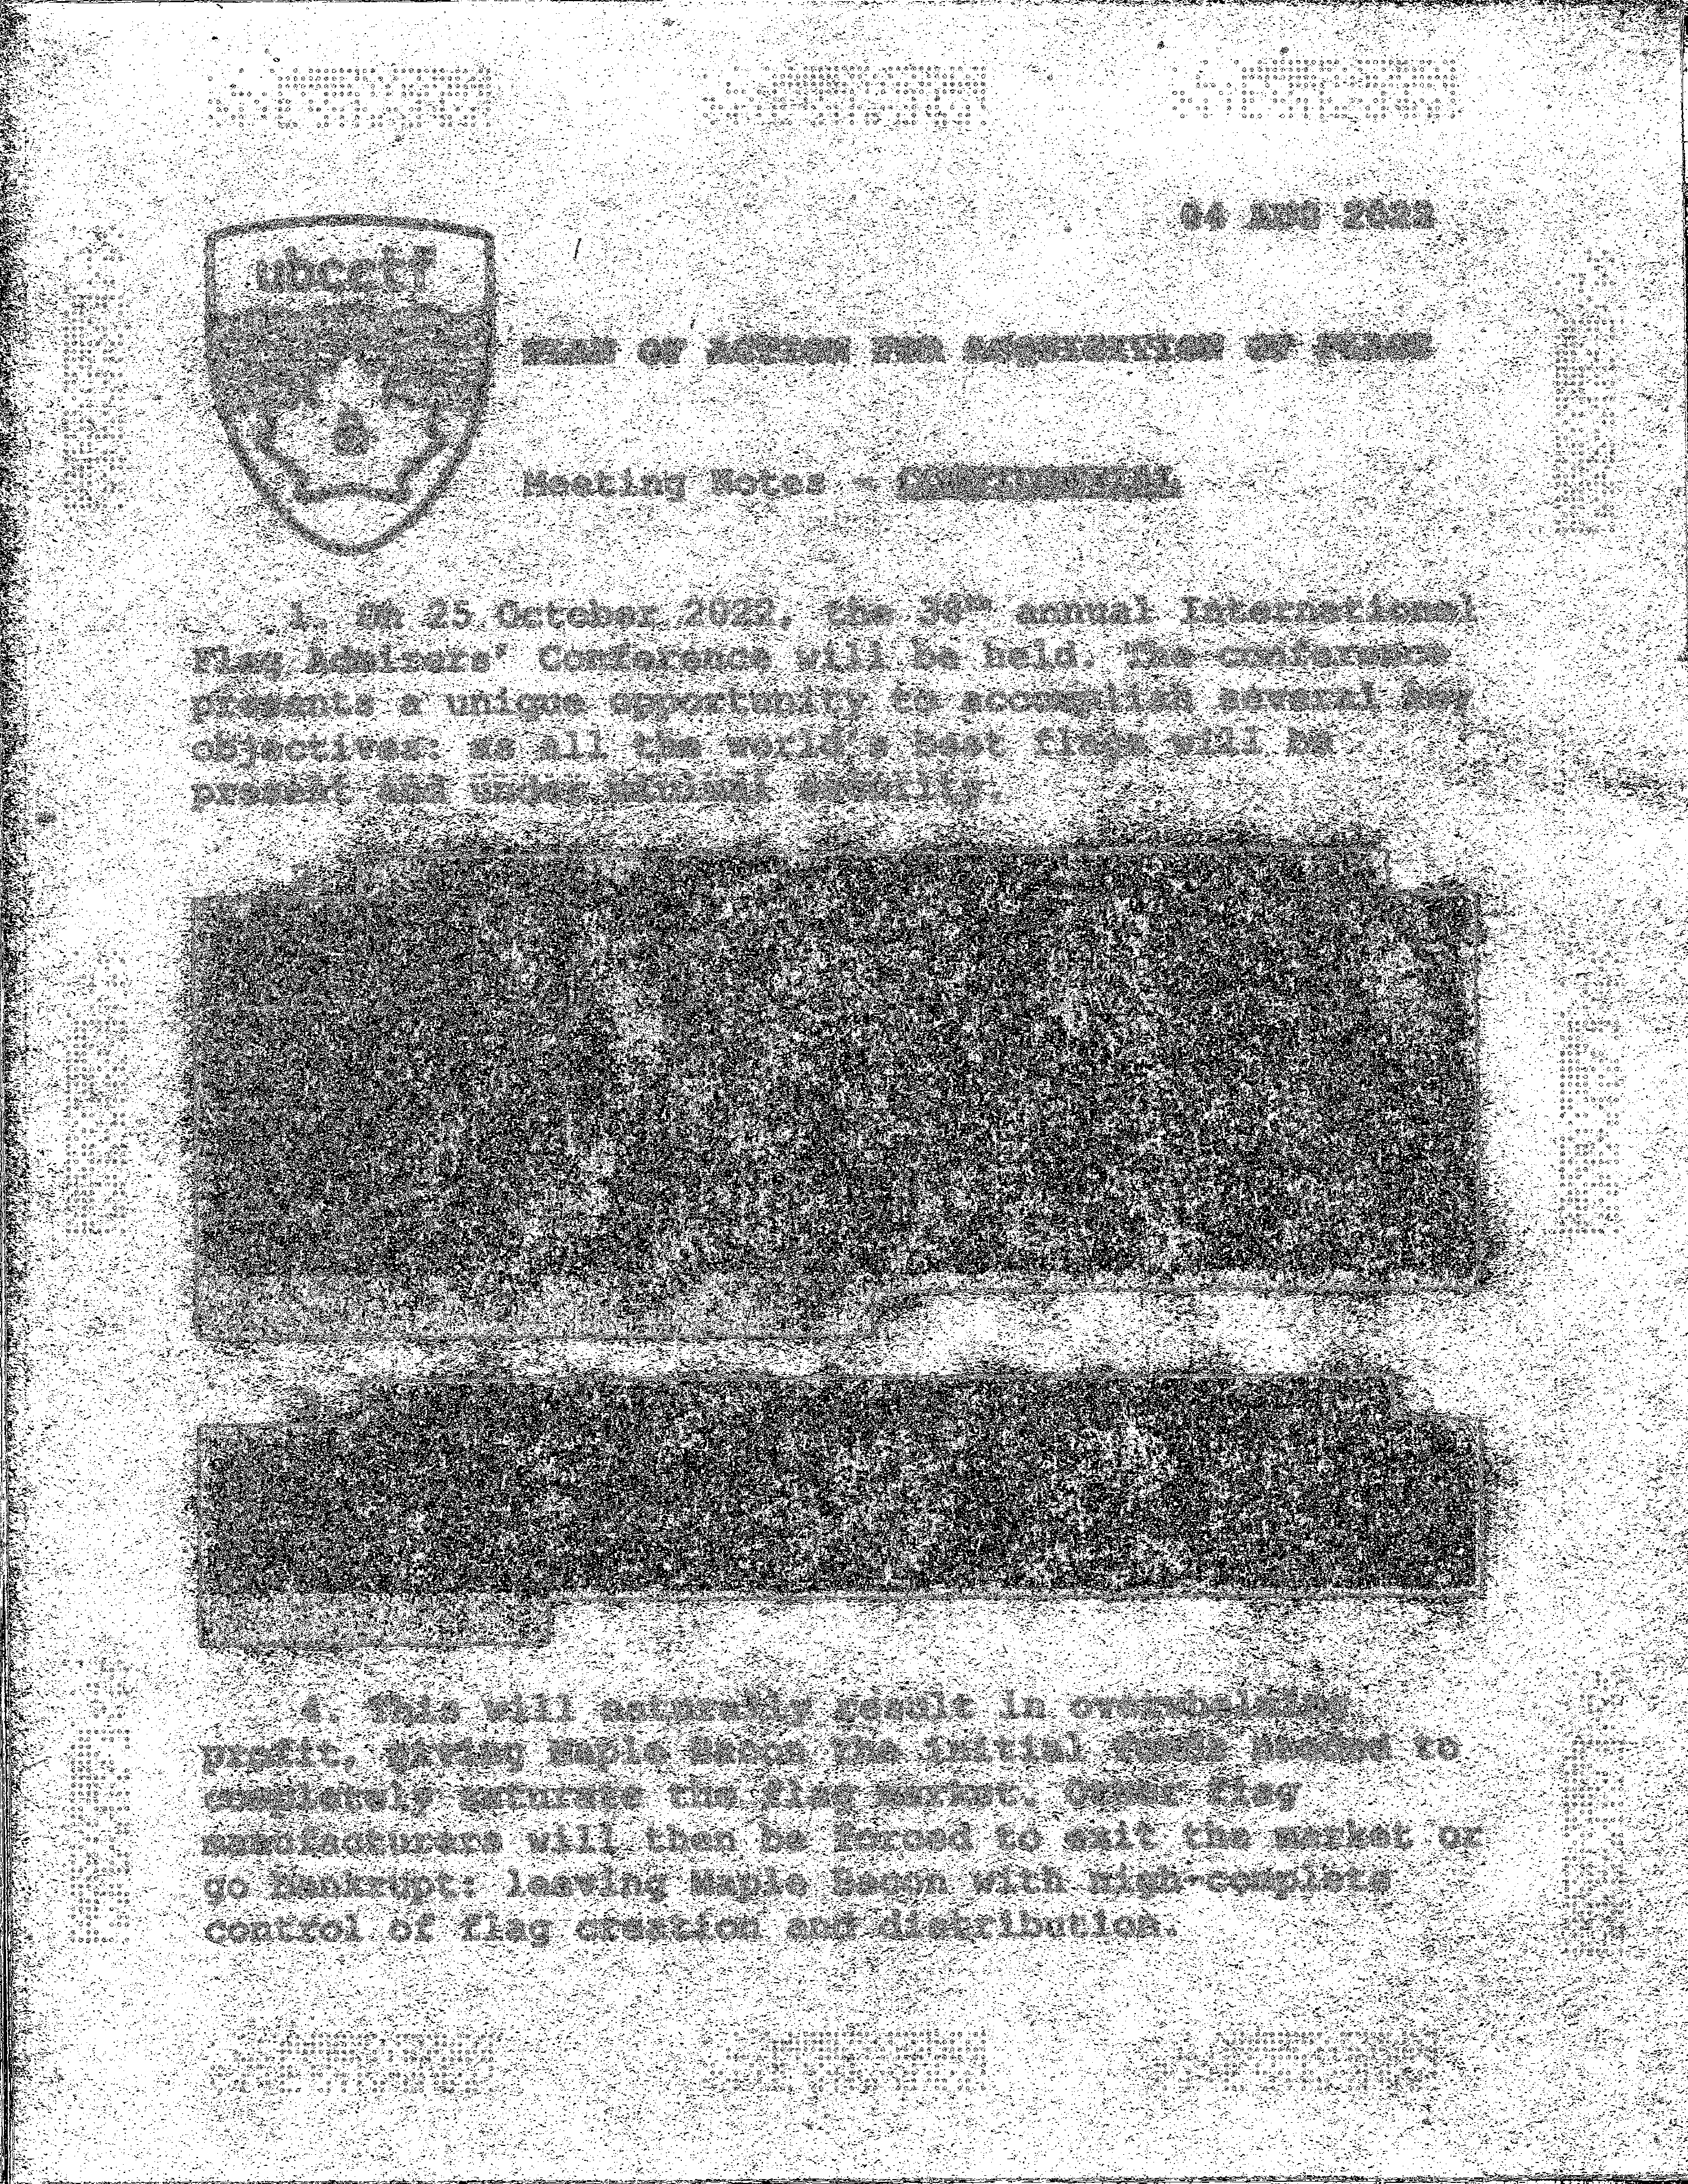 04 AUG 2022
ubcctf
PLAN OF ACTION FOR ACQUISITION OF FLAGS
Meeting Notes - CONFIDENTIAL
1. On 25 October 2022, the 36th annual International
Flag Admirers' Conference will be held. The conference
presents a unique opportunity to accomplish several key
objectives: as all the world's best flags will be
present and under minimal security.
4. This will naturally result in overwhelming
profit, giving Maple Bacon the initial funds needed to
completely saturate the flag market. Other flag
manufacturers will then be forced to exit the market or
go bankrupt: leaving Maple Bacon with nigh-complete
control of flag creation and distribution.